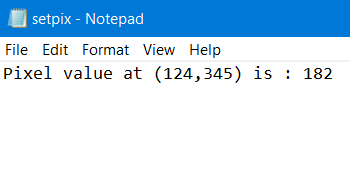 setpix - Notepad
File Edit Format View Help
Pixel value at (124,345) is : 182